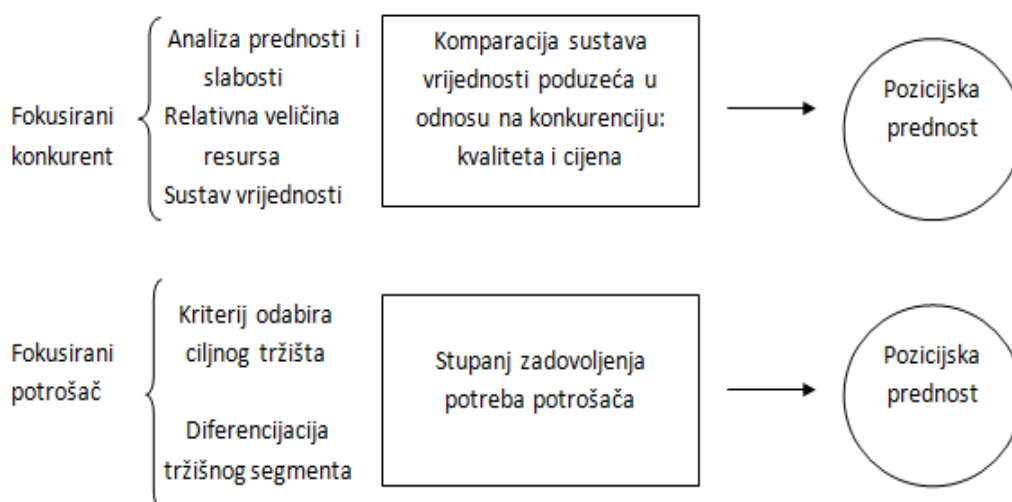 Fokusirani
konkurent
Analiza prednosti i
slabosti
Relativna veličina
resursa
Sustav vrijednosti
Komparacija sustava
vrijednosti poduzeća u
odnosu na konkurenciju:
kvaliteta i cijena
Pozicijska
prednost
Fokusirani
potrošač
Kriterij odabira
ciljnog tržišta
Diferencijacija
tržišnog segmenta
Stupanj zadovoljenja
potreba potrošača
Pozicijska
prednost